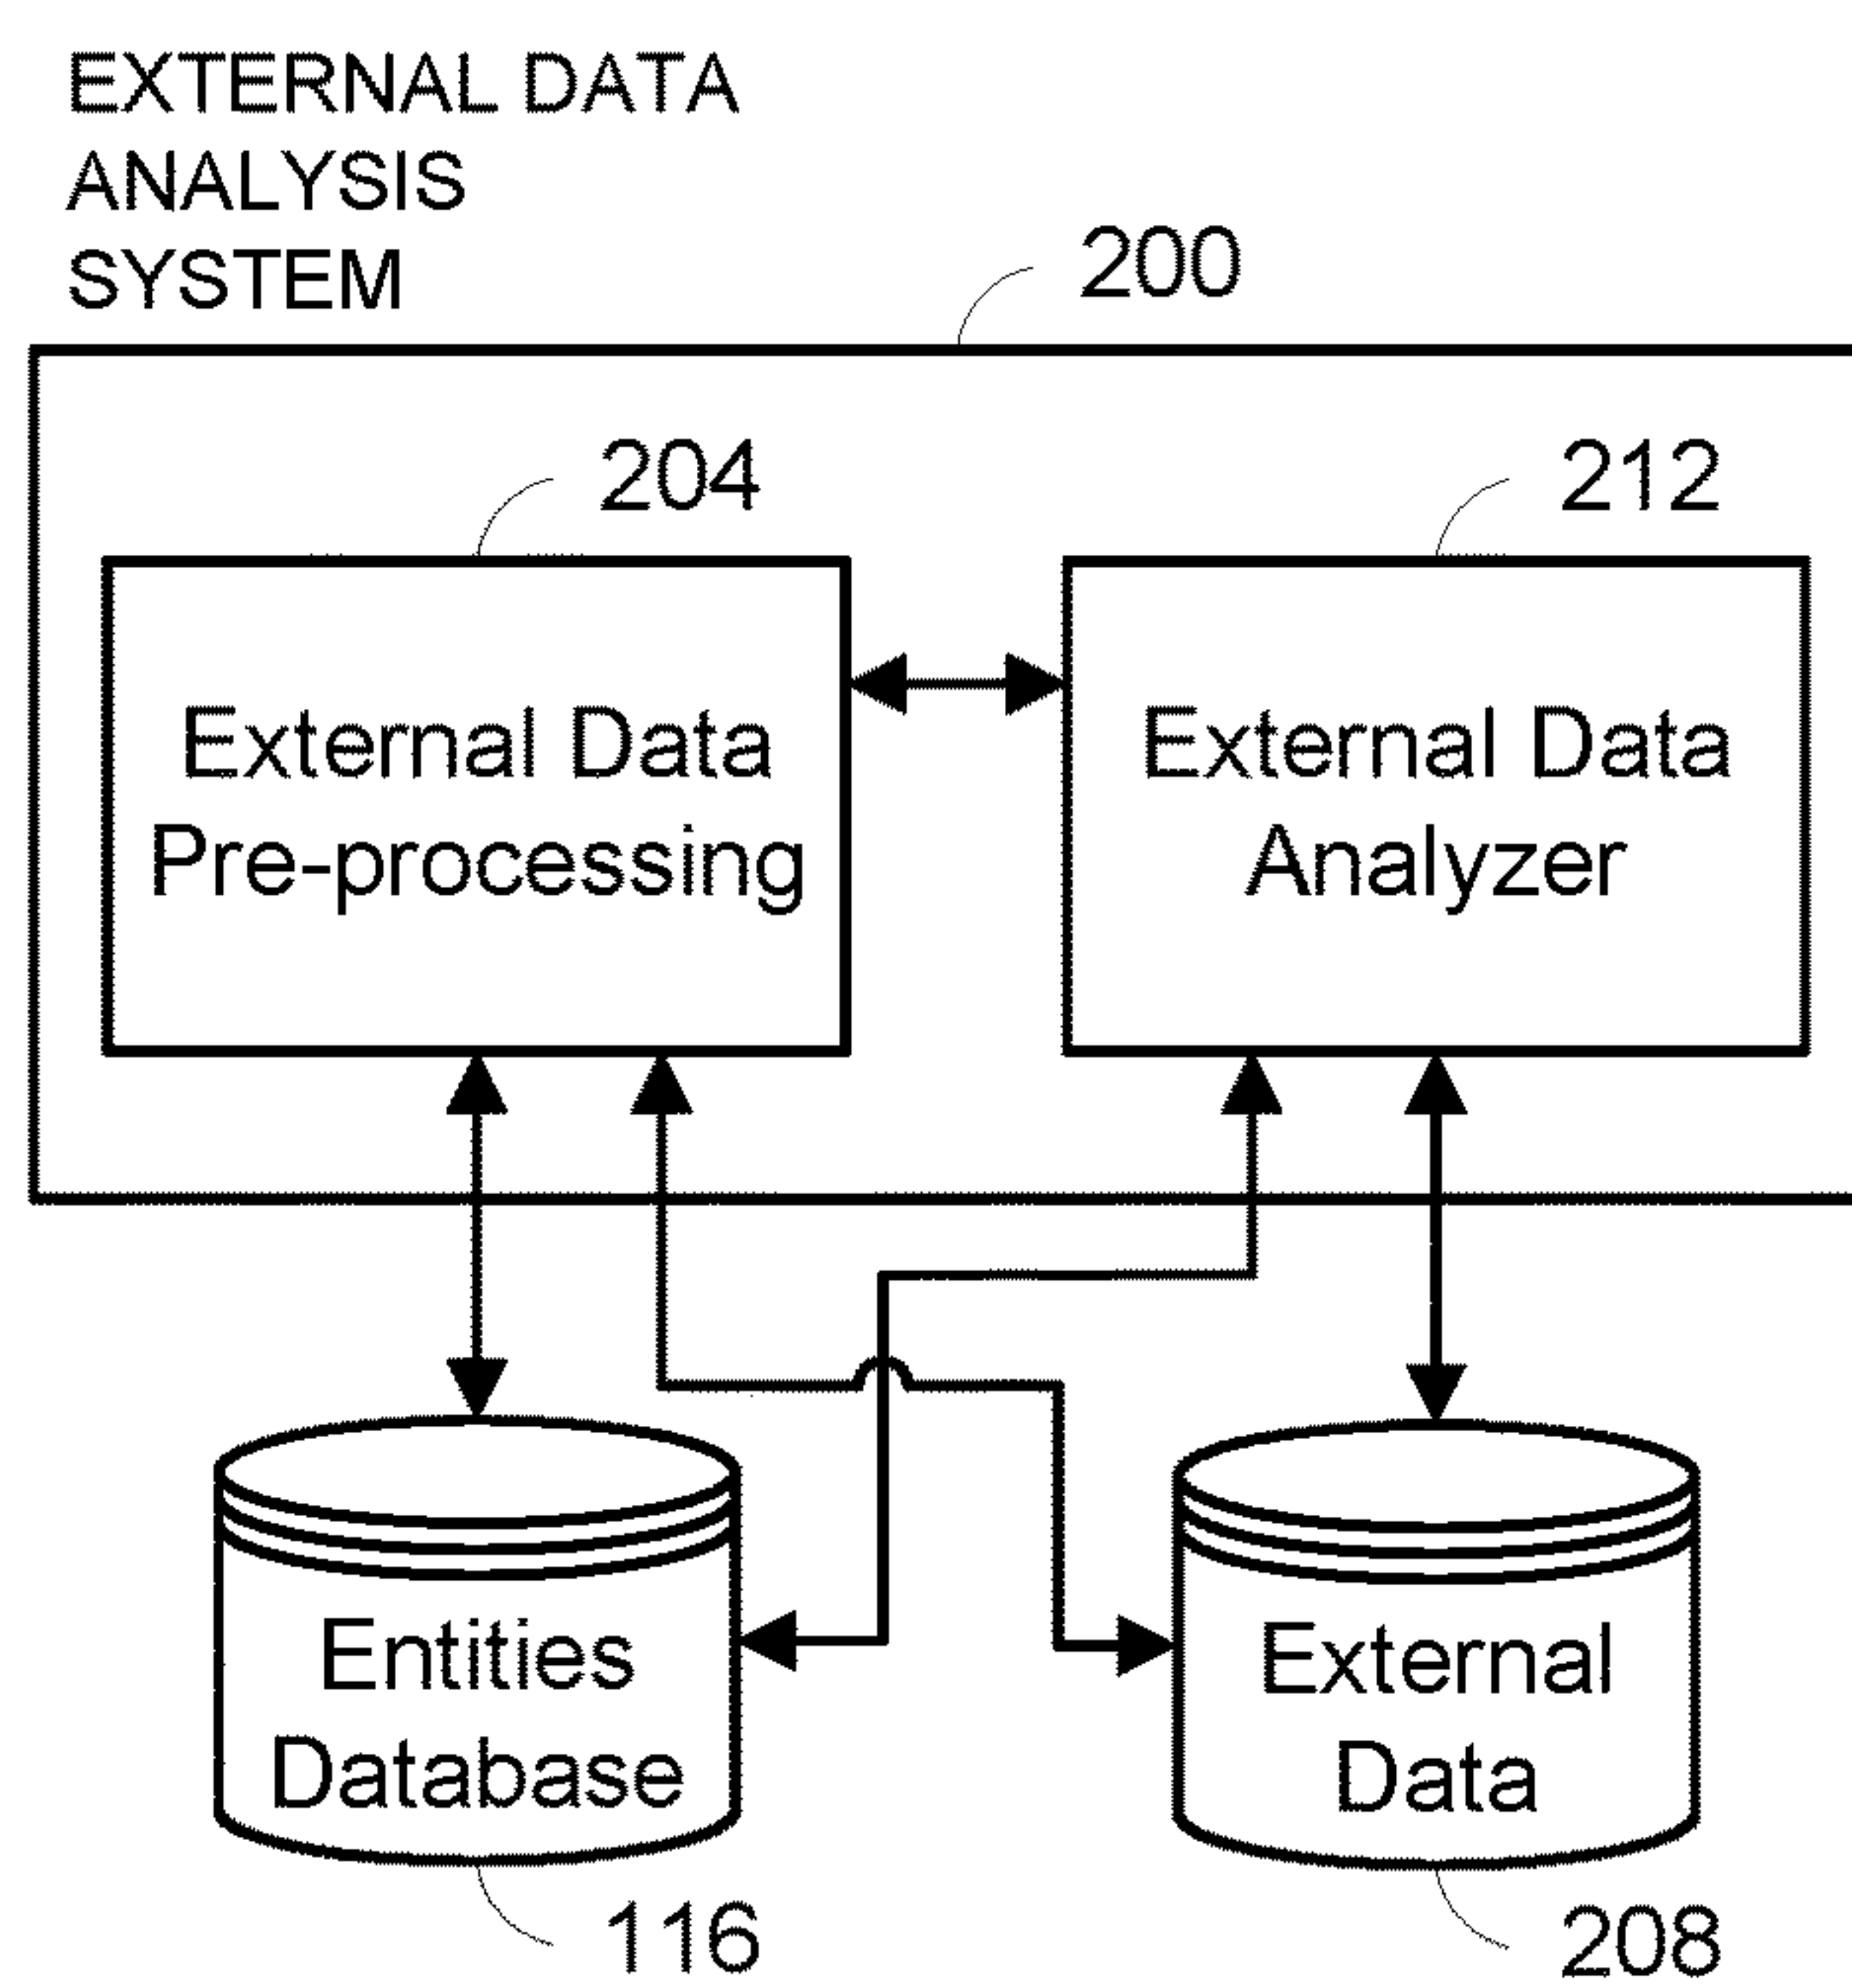 EXTERNAL DATA
ANALYSIS
SYSTEM
200
204
212
External Data
Pre-processing
External Data
Analyzer
Entities
Database
External
Data
116
208